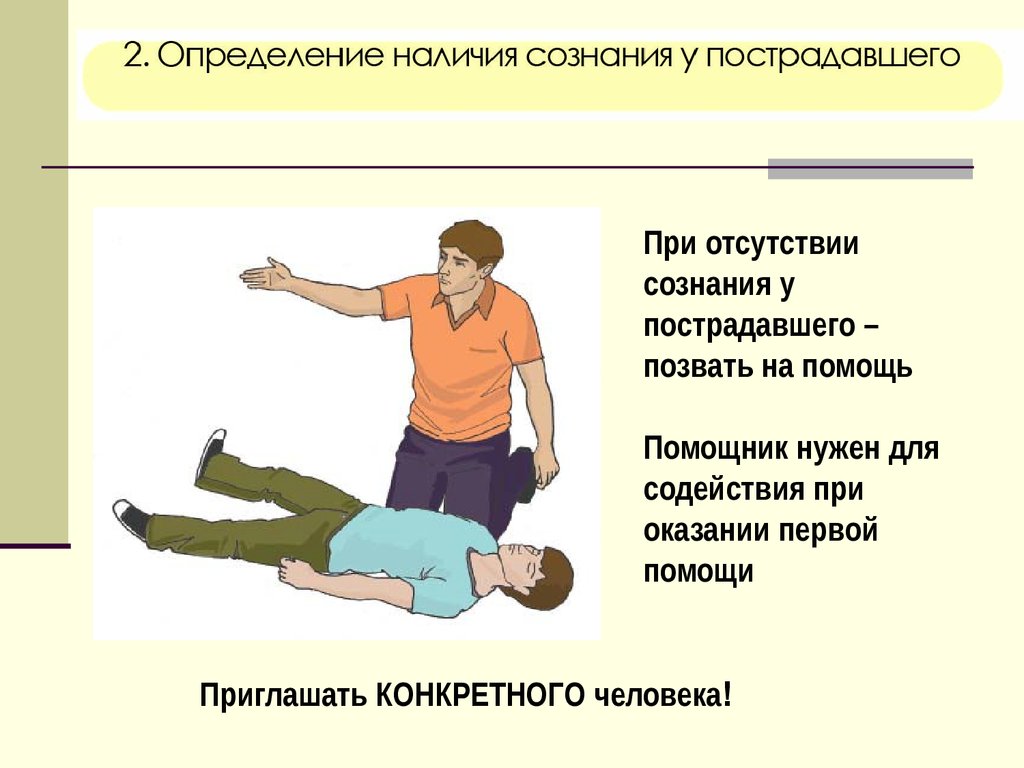 2. Определение наличия сознания у пострадавшего
При отсутствии
сознания у
пострадавшего –
позвать на помощь
Помощник нужен для
содействия при
оказании первой
помощи
Приглашать КОНКРЕТНОГО человека!